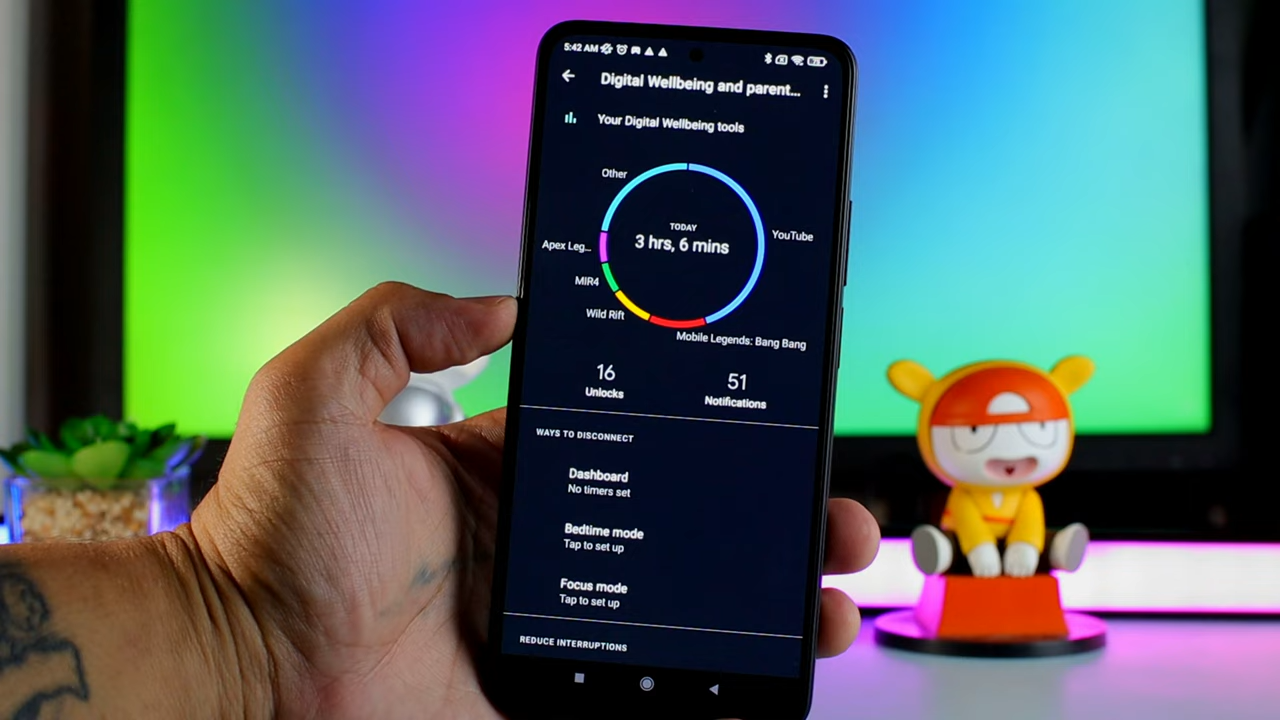 5:42 AM
Digital Wellbeing and parent...
Your Digital Wellbeing tools
Other
TODAY
3 hrs, 6 mins
YouTube
Apex Leg...
MIR4
Wild Rift
Mobile Legends: Bang Bang
16
Unlocks
51
Notifications
WAYS TO DISCONNECT
Dashboard
No timers set
Bedtime mode
Tap to set up
Focus mode
Tap to set up
REDUCE INTERRUPTIONS